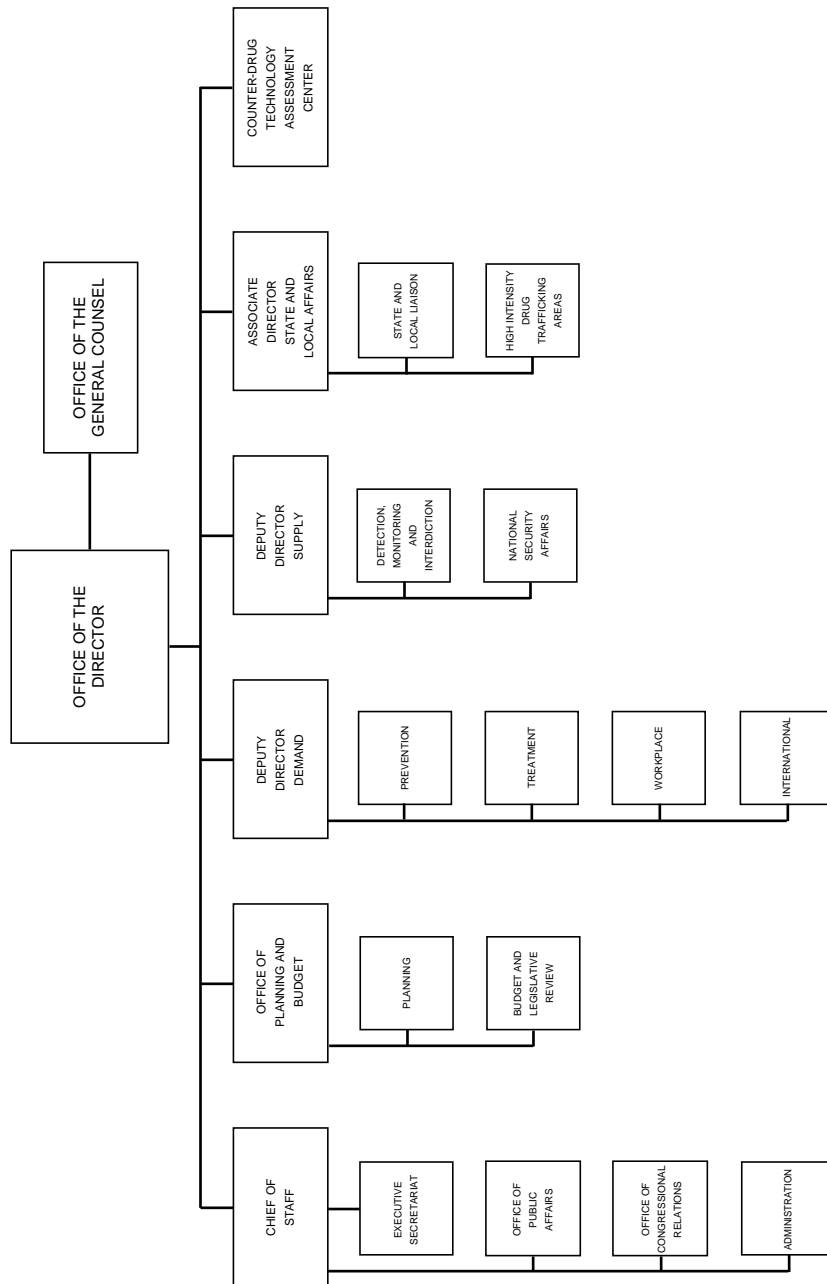 OFFICE OF THE
DIRECTOR
OFFICE OF THE
GENERAL COUNSEL
CHIEF OF
STAFF
EXECUTIVE
SECRETARIAT
OFFICE OF
PUBLIC
AFFAIRS
OFFICE OF
CONGRESSIONAL
RELATIONS
ADMINISTRATION
OFFICE OF
PLANNING AND
BUDGET
PLANNING
BUDGET AND
LEGISLATIVE
REVIEW
DEPUTY
DIRECTOR
DEMAND
PREVENTION
TREATMENT
WORKPLACE
INTERNATIONAL
DEPUTY
DIRECTOR
SUPPLY
DETECTION,
MONITORING
AND
INTERDICTION
NATIONAL
SECURITY
AFFAIRS
ASSOCIATE
DIRECTOR
STATE AND
LOCAL AFFAIRS
STATE AND
LOCAL LIAISON
HIGH INTENSITY
DRUG
TRAFFICKING
AREAS
COUNTER-DRUG
TECHNOLOGY
ASSESSMENT
CENTER